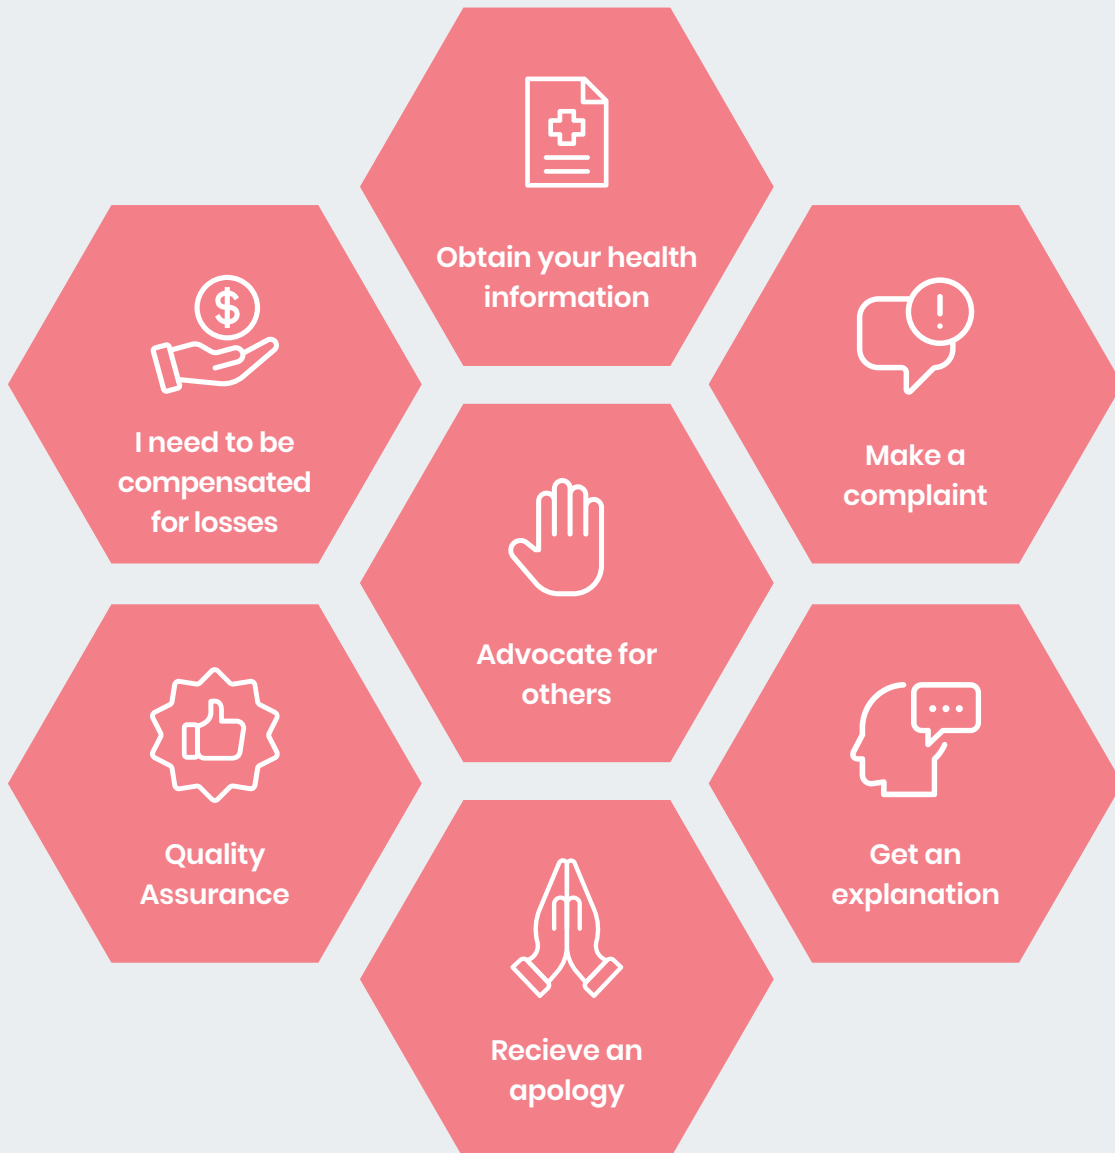 Obtain your health
information
I need to be
compensated
for losses
$
Make a
complaint
!
Advocate for
others
Quality
Assurance
Get an
explanation
Recieve an
apology